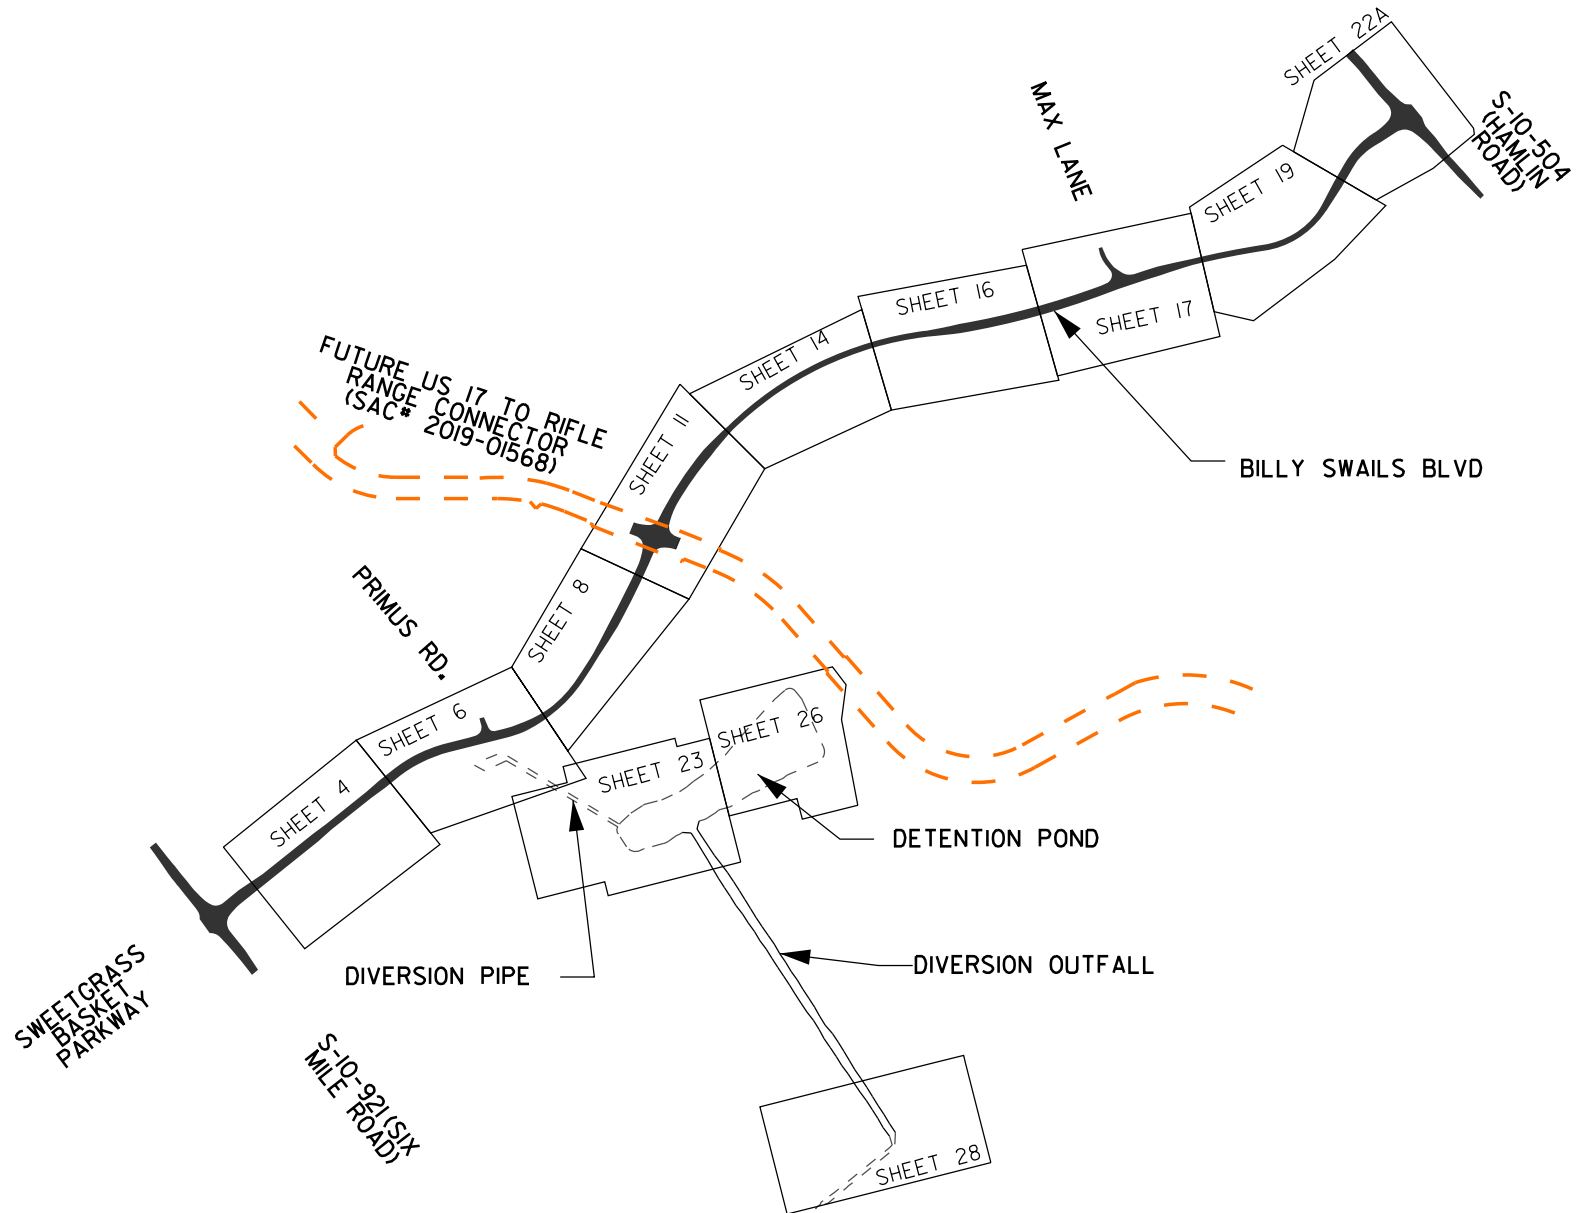 SHEET 22A
S-10-504
(HAMLIN
ROAD)
MAX LANE
SHEET 19
SHEET 16
SHEET 17
SHEET 14
FUTURE US 17 TO RIFLE
RANGE CONNECTOR
(SAC# 2019-01568)
SHEET 11
BILLY SWAILS BLVD
PRIMUS RD.
SHEET 8
SHEET 6
SHEET 26
SHEET 23
SHEET 4
DETENTION POND
DIVERSION PIPE
DIVERSION OUTFALL
SWEETGRASS
BASKET
PARKWAY
S-10-921(SIX
MILE ROAD)
SHEET 28